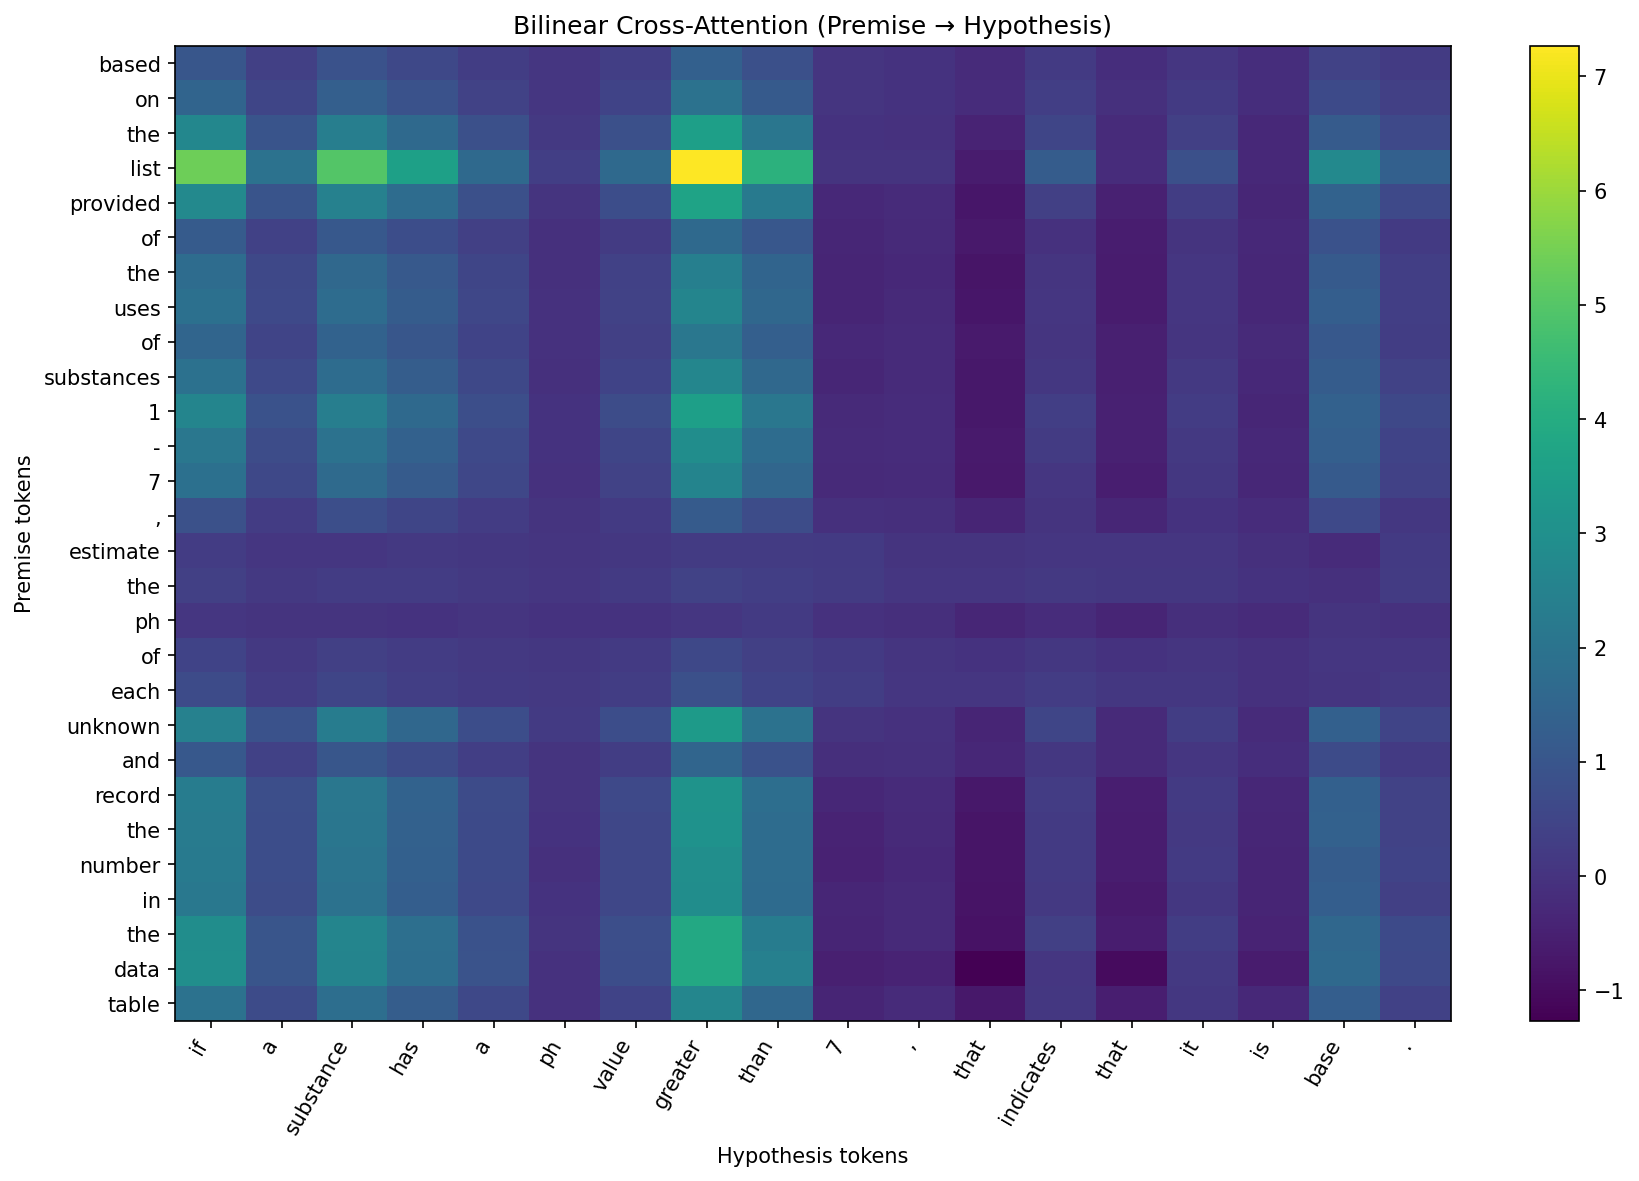 Bilinear Cross-Attention (Premise → Hypothesis)
Premise tokens
based
on
the
list
provided
of
the
uses
of
substances
1
-
7
,
estimate
the
ph
of
each
unknown
and
record
the
number
in
the
data
table
if
a
substance
has
a
ph
value
greater
than
7
,
that
indicates
that
it
is
base
.
Hypothesis tokens
7
6
5
4
3
2
1
0
−1